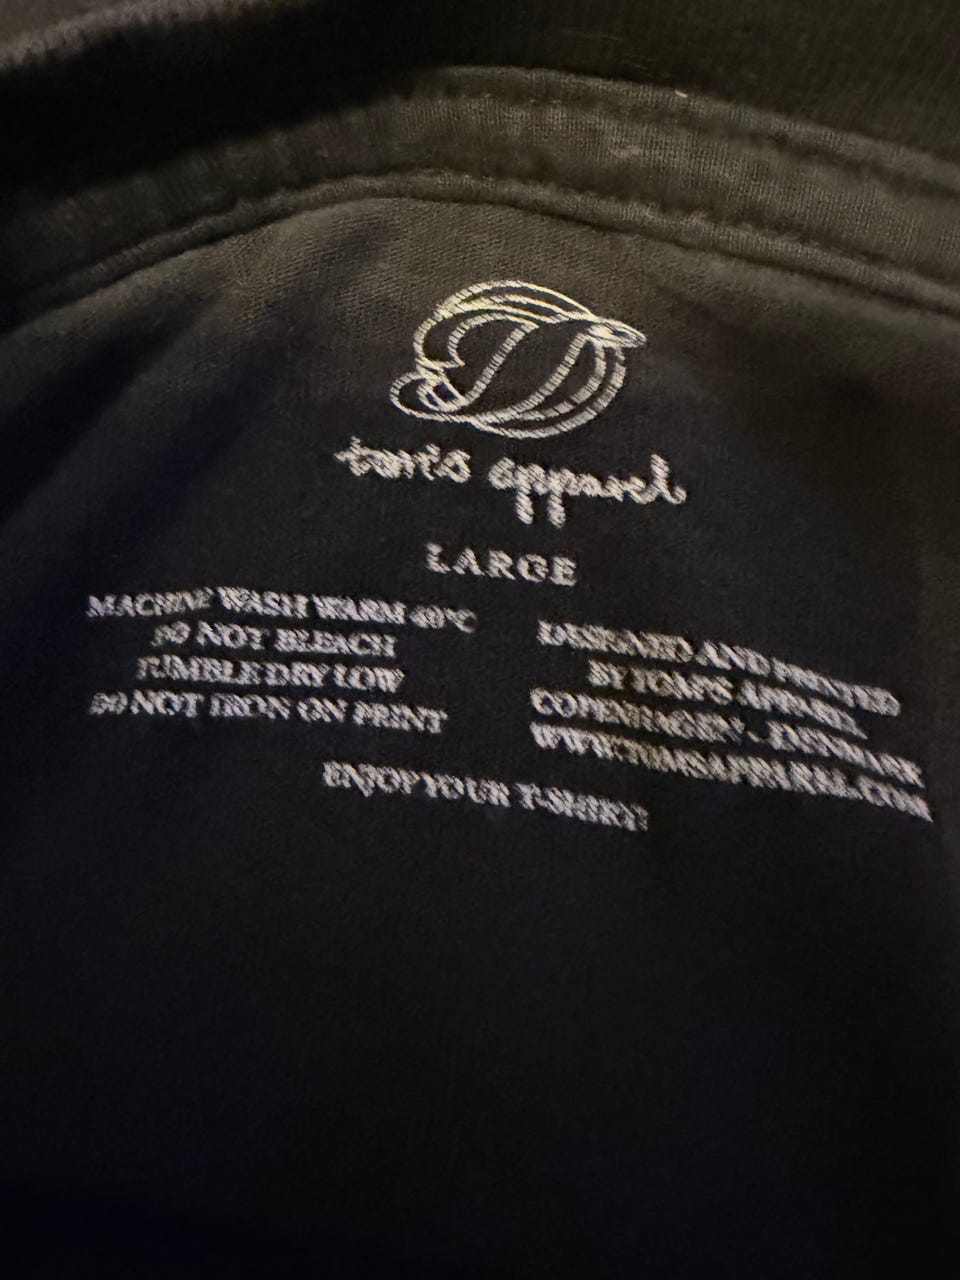 tom's apparel
LARGE
MACHINE WASH WARM 40°C
DO NOT BLEACH
TUMBLE DRY LOW
DO NOT IRON ON PRINT
DESIGNED AND PRINTED
BY TOM'S APPAREL
COPENHAGEN - DENMARK
WWW.TOMSAPPAREL.COM
ENJOY YOUR T-SHIRT!